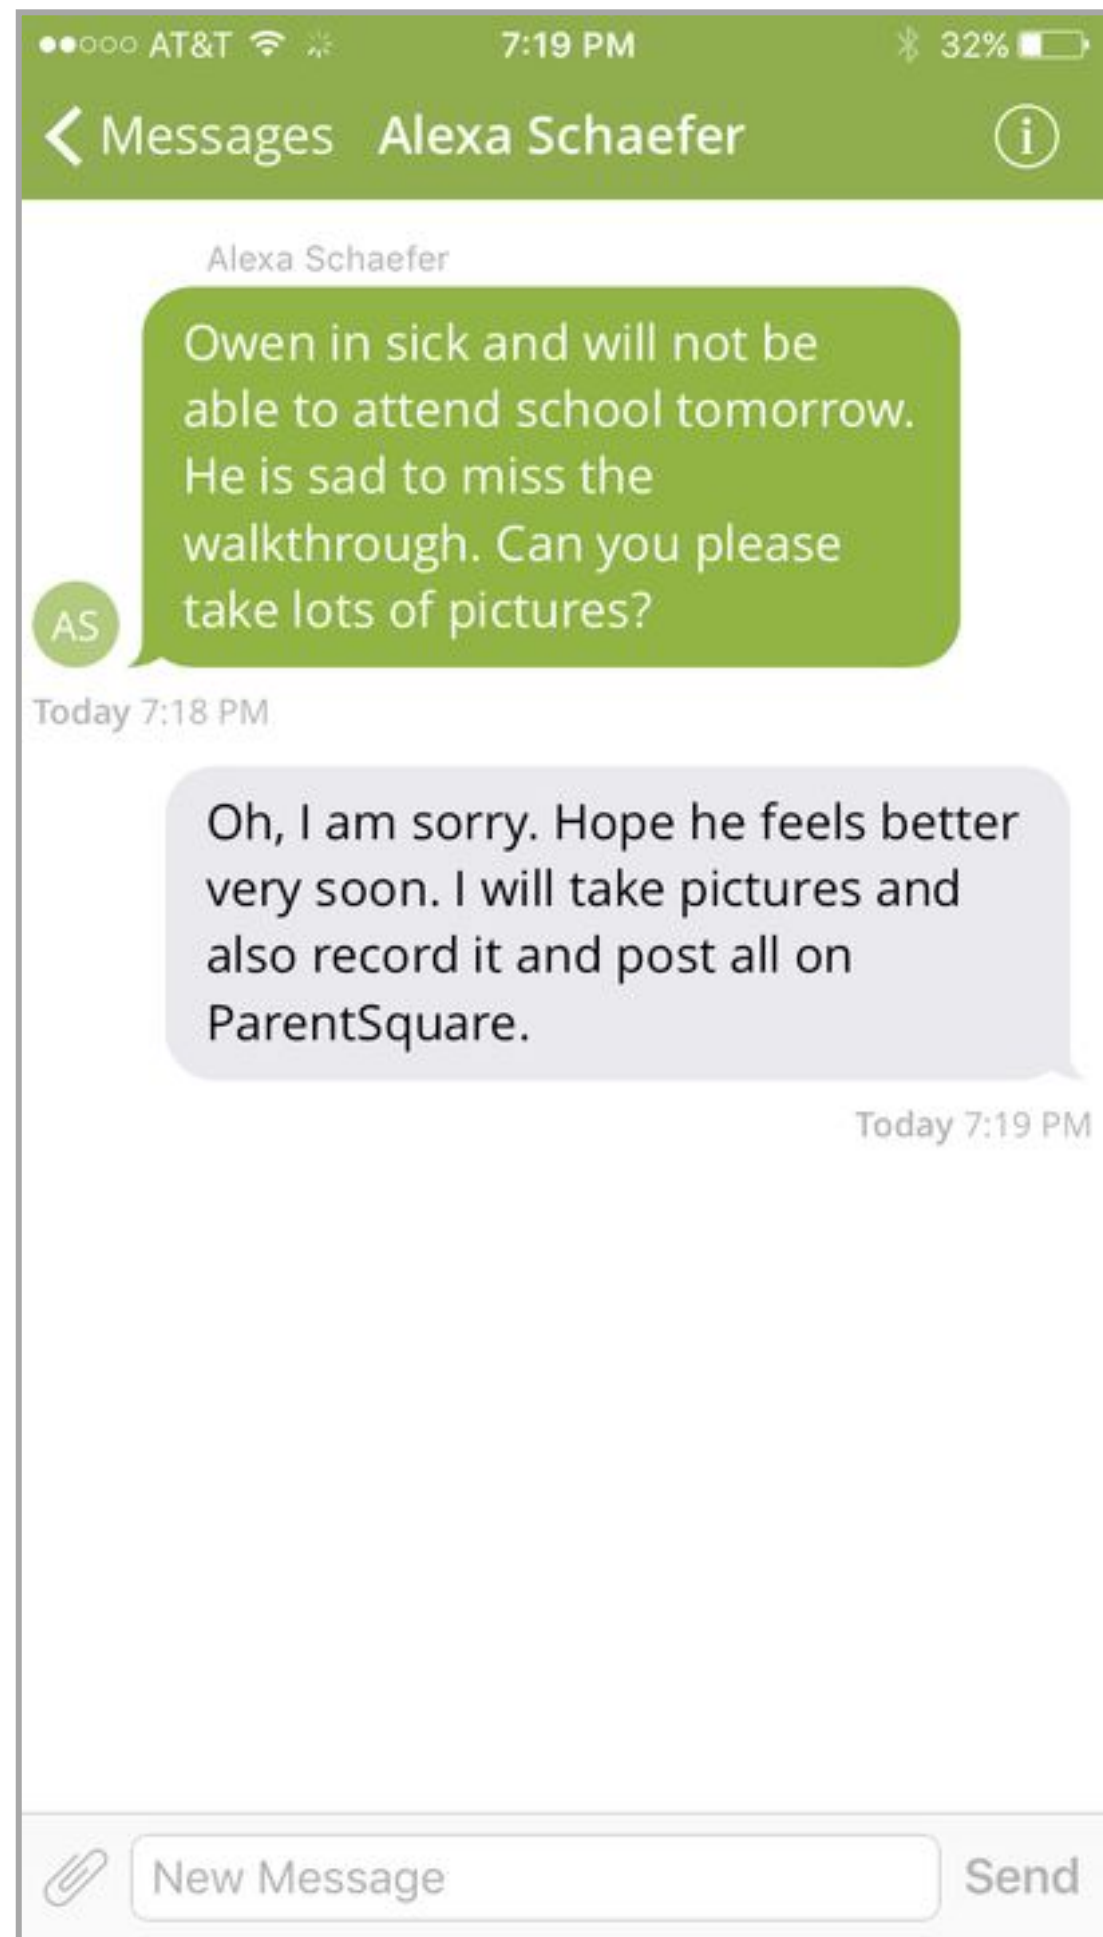 AT&T 7:19 PM 32%
Messages Alexa Schaefer i
Alexa Schaefer
Owen in sick and will not be
able to attend school tomorrow.
He is sad to miss the
walkthrough. Can you please
take lots of pictures?
AS
Today 7:18 PM
Oh, I am sorry. Hope he feels better
very soon. I will take pictures and
also record it and post all on
ParentSquare.
Today 7:19 PM
New Message Send